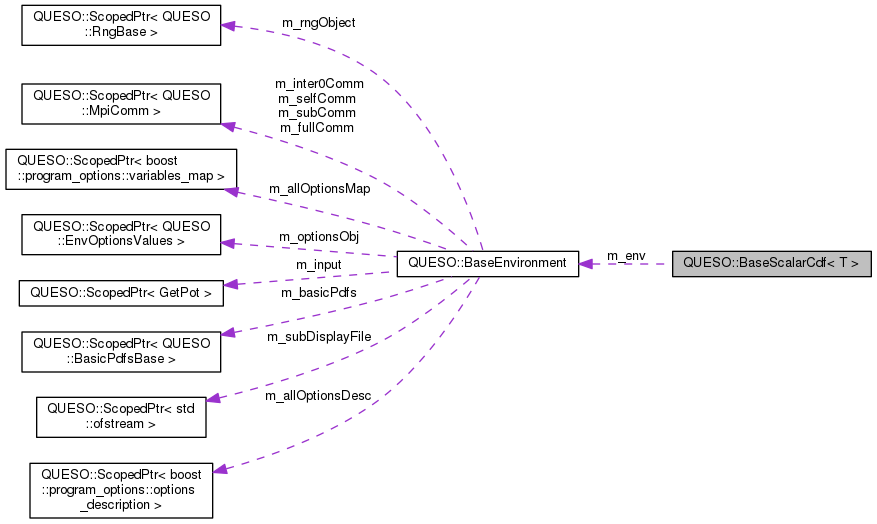 QUESO::ScopedPtr< QUESO
::RngBase >
m_rngObject
QUESO::ScopedPtr< QUESO
::MpiComm >
m_inter0Comm
m_selfComm
m_subComm
m_fullComm
QUESO::ScopedPtr< boost
::program_options::variables_map >
m_allOptionsMap
QUESO::ScopedPtr< QUESO
::EnvOptionsValues >
m_optionsObj
QUESO::BaseEnvironment
m_env
QUESO::BaseScalarCdf< T >
QUESO::ScopedPtr< GetPot >
m_input
QUESO::ScopedPtr< QUESO
::BasicPdfsBase >
m_basicPdfs
m_subDisplayFile
QUESO::ScopedPtr< std
::ofstream >
m_allOptionsDesc
QUESO::ScopedPtr< boost
::program_options::options
_description >